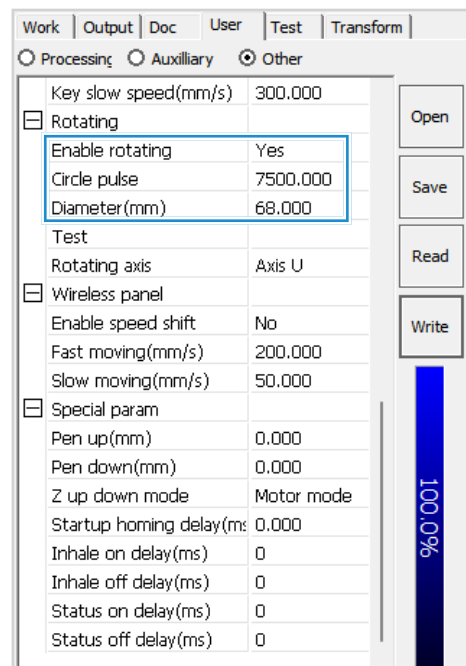 Work Output Doc User Test Transform
Processing Auxilliary Other
Key slow speed(mm/s) 300.000
Rotating
Open
Enable rotating Yes
Circle pulse 7500.000
Save
Diameter(mm) 68.000
Test
Read
Rotating axis Axis U
Wireless panel
Enable speed shift No
Write
Fast moving(mm/s) 200.000
Slow moving(mm/s) 50.000
Special param
Pen up(mm) 0.000
Pen down(mm) 0.000
Z up down mode Motor mode
100.0%
Startup homing delay(ms 0.000
Inhale on delay(ms) 0
Inhale off delay(ms) 0
Status on delay(ms) 0
Status off delay(ms) 0